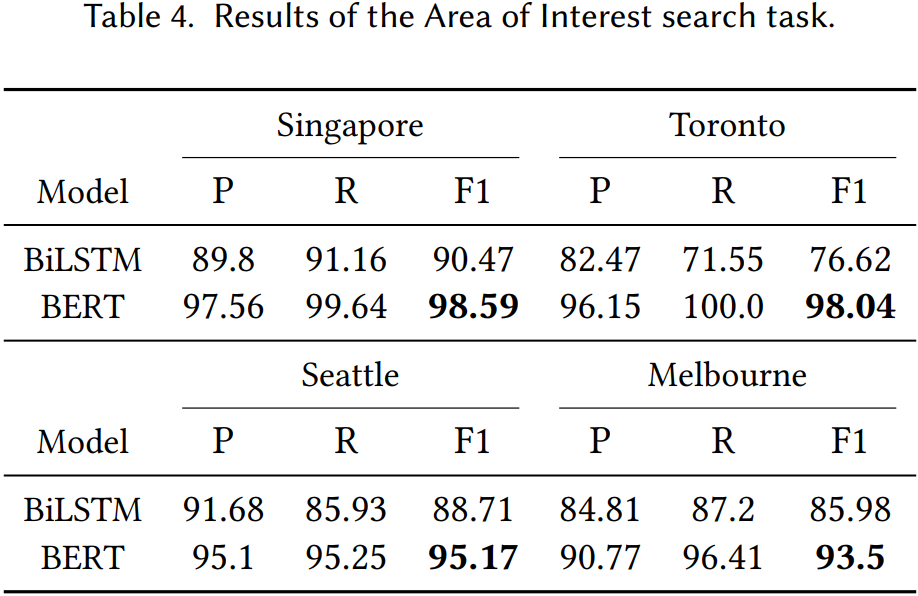 Table 4. Results of the Area of Interest search task.
Singapore Toronto
Model P R F1 P R F1
BiLSTM 89.8 91.16 90.47 82.47 71.55 76.62
BERT 97.56 99.64 98.59 96.15 100.0 98.04
Seattle Melbourne
Model P R F1 P R F1
BiLSTM 91.68 85.93 88.71 84.81 87.2 85.98
BERT 95.1 95.25 95.17 90.77 96.41 93.5